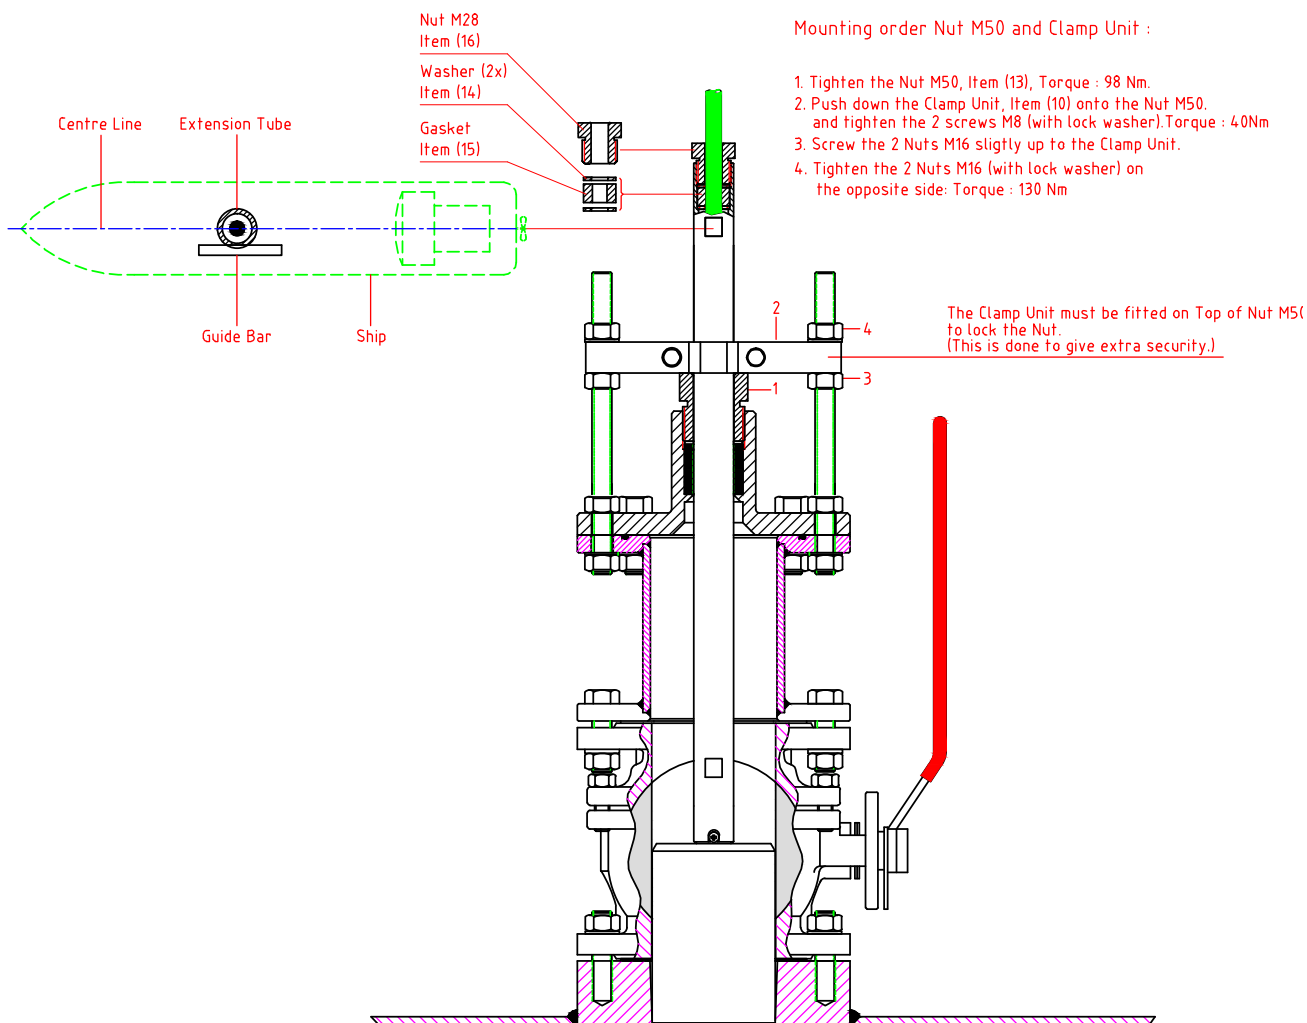 Nut M28
Item (16)
Washer (2x)
Item (14)
Gasket
Item (15)
Mounting order Nut M50 and Clamp Unit :
1. Tighten the Nut M50, Item (13), Torque : 98 Nm.
2. Push down the Clamp Unit, Item (10) onto the Nut M50.
and tighten the 2 screws M8 (with lock washer).Torque : 40Nm
3. Screw the 2 Nuts M16 sligtly up to the Clamp Unit.
4. Tighten the 2 Nuts M16 (with lock washer) on
the opposite side: Torque : 130 Nm
Centre Line
Extension Tube
Guide Bar
Ship
The Clamp Unit must be fitted on Top of Nut M50
to lock the Nut.
(This is done to give extra security.)
2
4
3
1